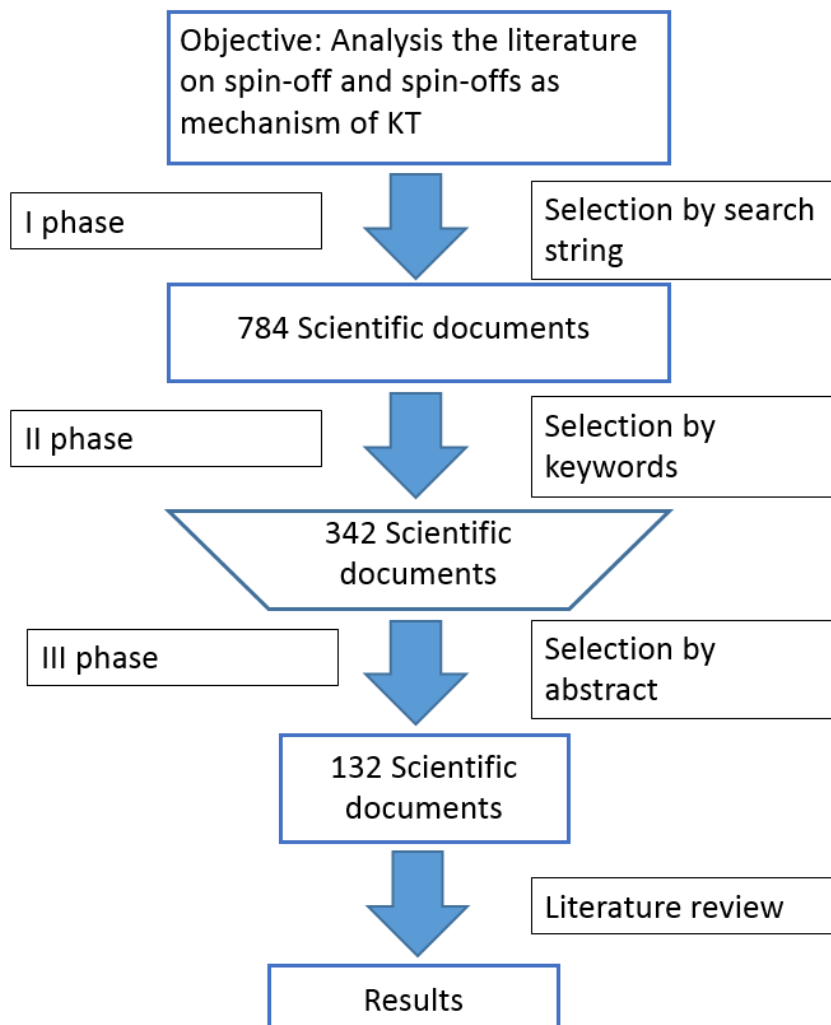 Objective: Analysis the literature
on spin-off and spin-offs as
mechanism of KT
I phase
Selection by search
string
784 Scientific documents
II phase
Selection by
keywords
342 Scientific
documents
III phase
Selection by
abstract
132 Scientific
documents
Literature review
Results